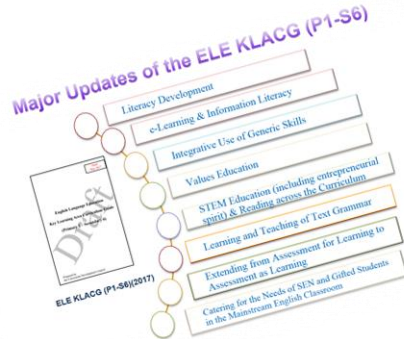 Major Updates of the ELE KLACG (P1-S6)
Literacy Development
e-Learning & Information Literacy
Integrative Use of Generic Skills
Values Education
STEM Education (including entrepreneurial
spirit) & Reading across the Curriculum
Learning and Teaching of Text Grammar
Extending from Assessment for Learning to
Assessment as Learning
Catering for the Needs of SEN and Gifted Students
in the Mainstream English Classroom
Draft
English Language Education
ELE KLACG (P1-S6)(2017)